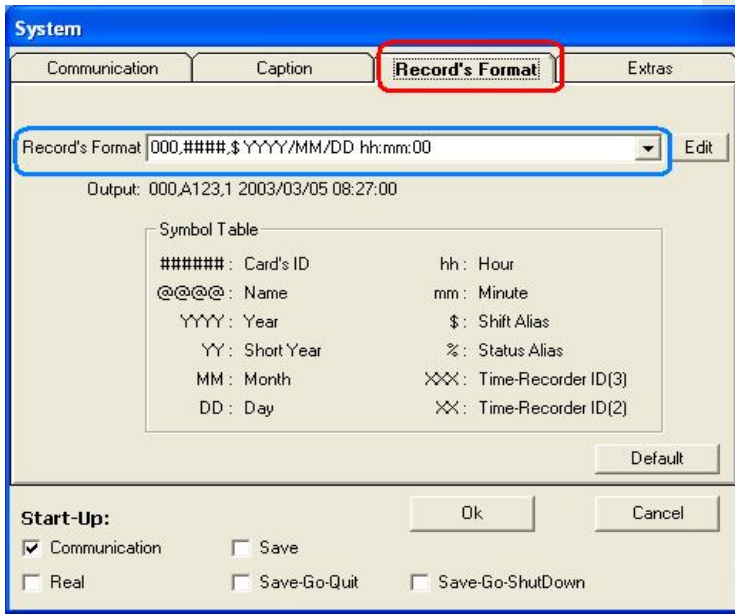 System
Communication Caption Record's Format Extras
Record's Format 000,####,$ YYYY/MM/DD hh:mm:00 Edit
Output: 000,A123,1 2003/03/05 08:27:00
Symbol Table
###### : Card's ID hh : Hour
@@@@ : Name mm : Minute
YYYY : Year $ : Shift Alias
YY : Short Year % : Status Alias
MM : Month XXX : Time-Recorder ID(3)
DD : Day XX : Time-Recorder ID(2)
Default
Start-Up: Ok Cancel
Communication Save
Real Save-Go-Quit Save-Go-ShutDown